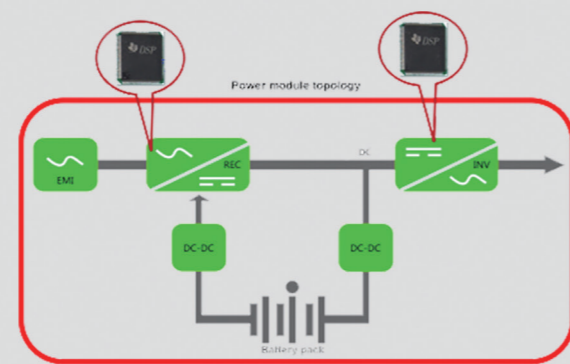 DSP
DSP
Power module topology
EMI
REC
DC
INV
DC-DC
DC-DC
Battery pack